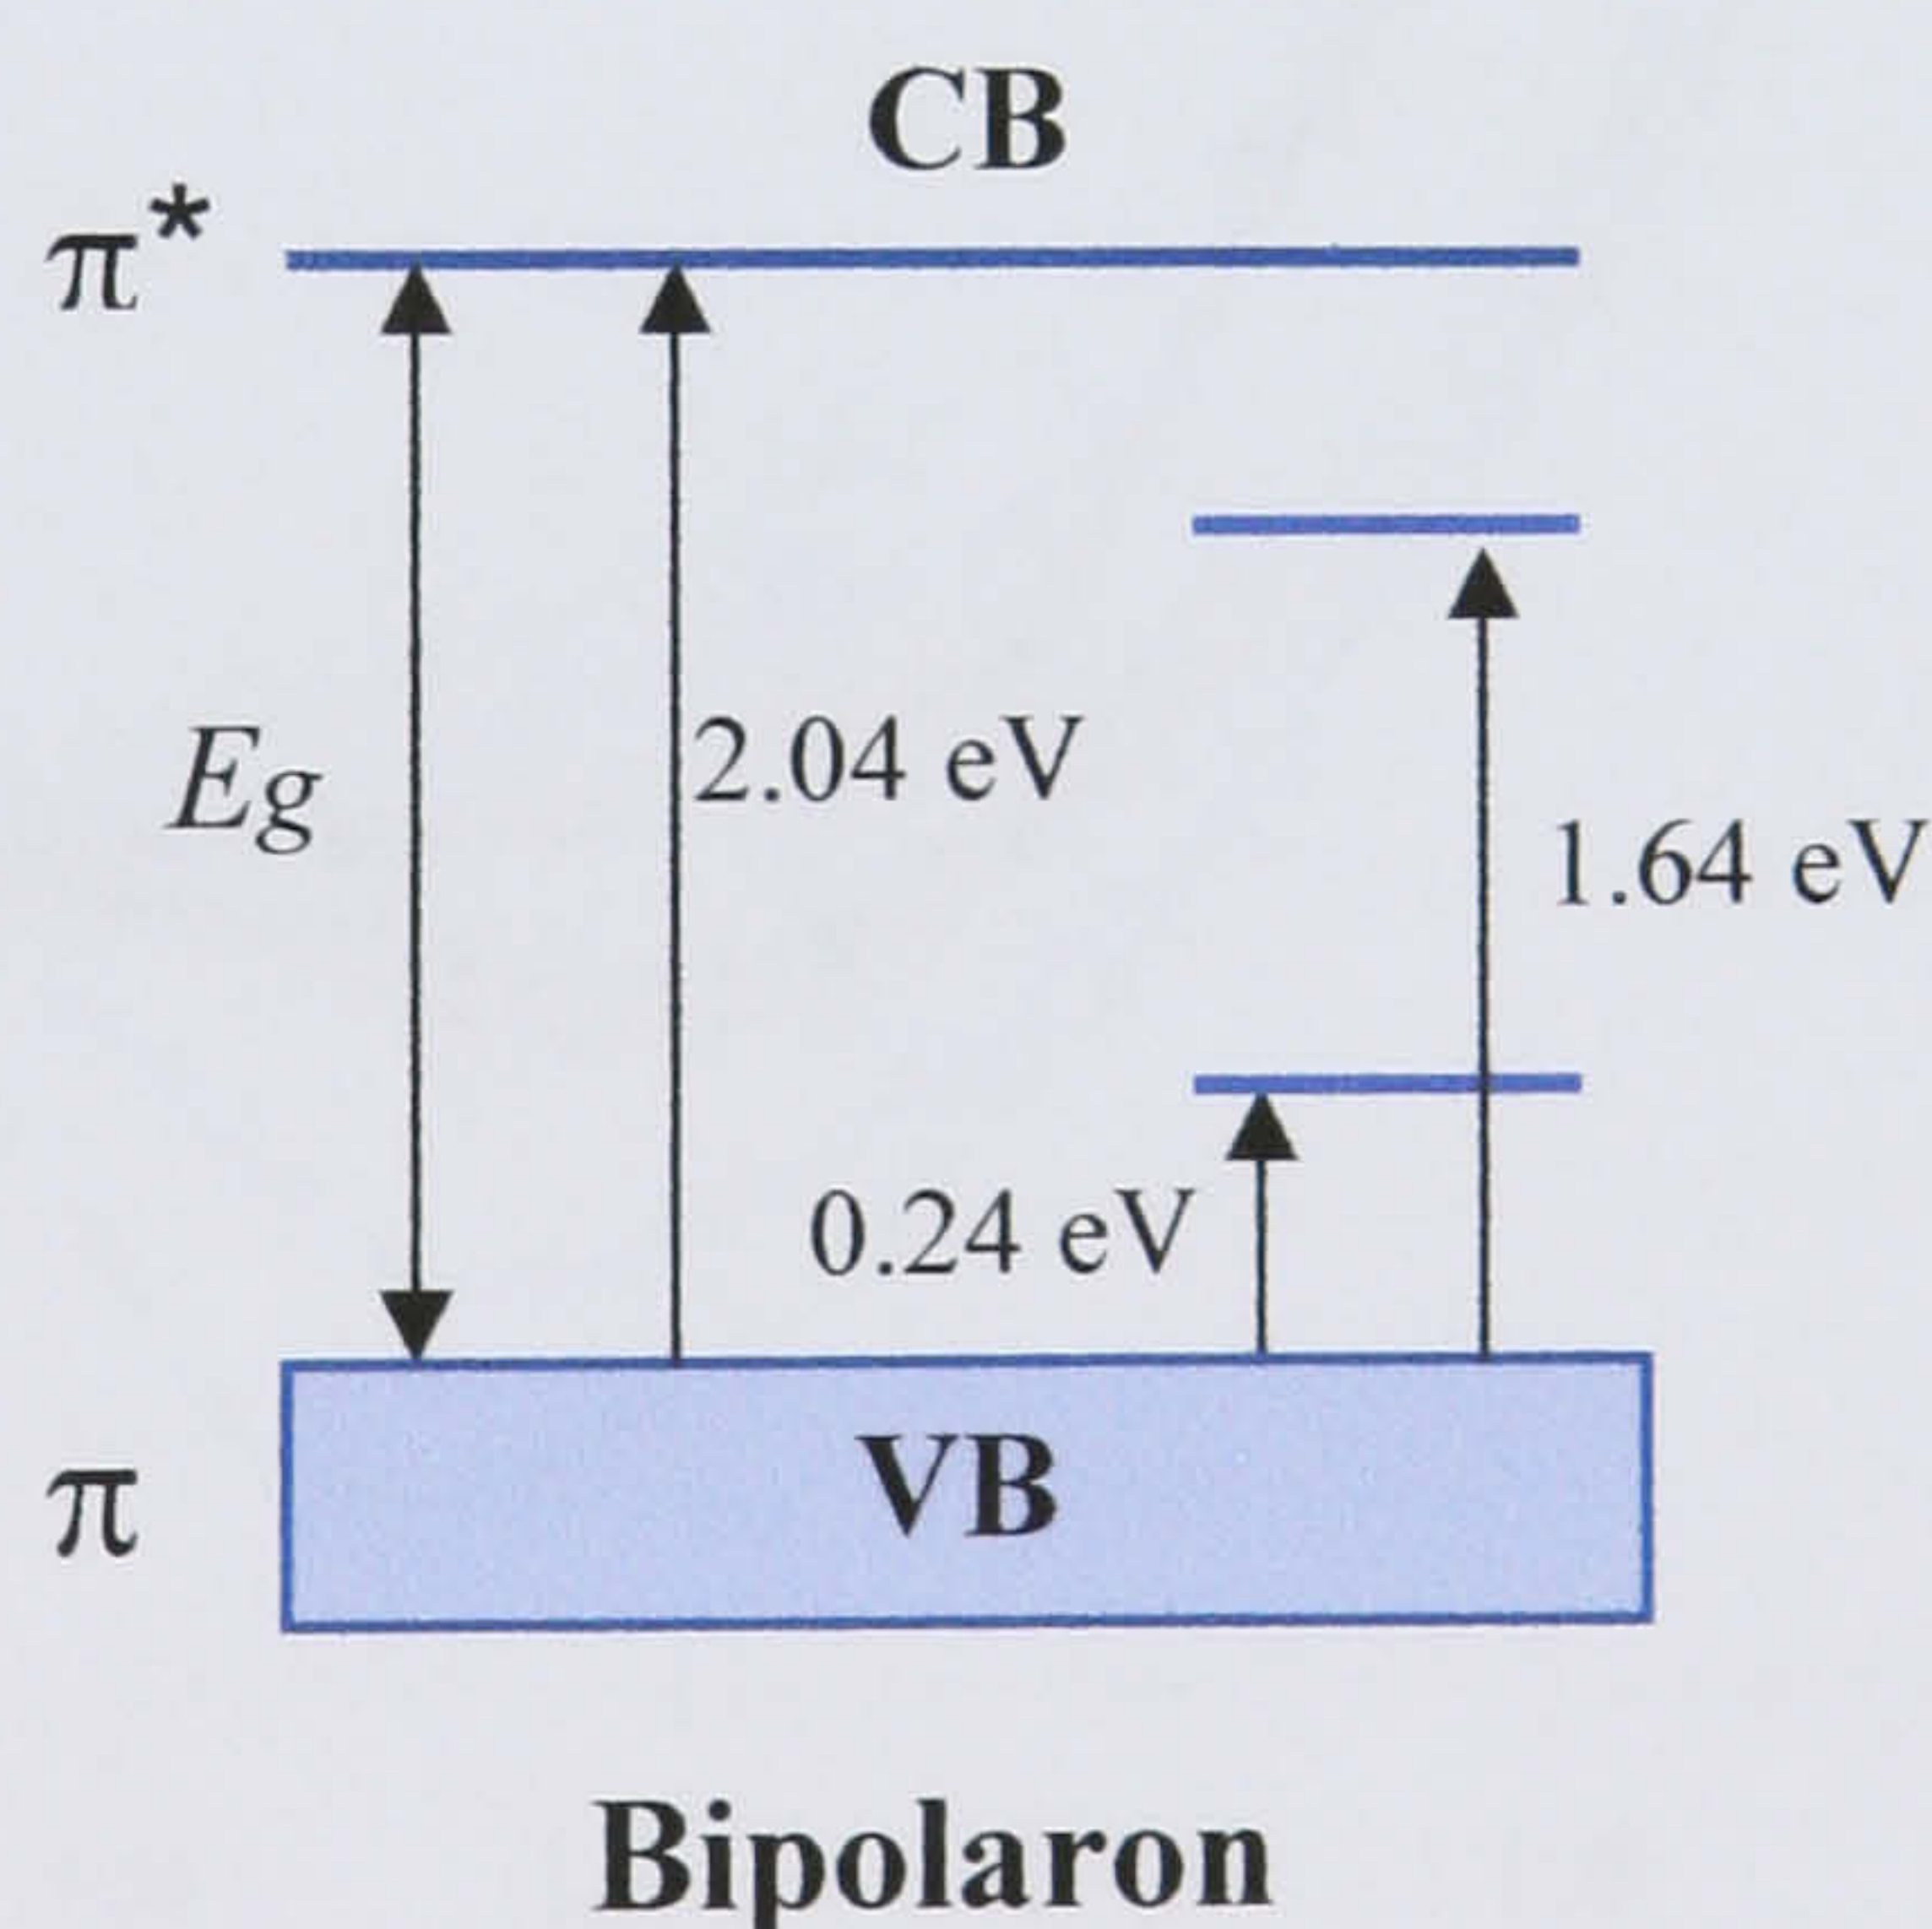 CB
π*
Eg
2.04 eV
1.64 eV
0.24 eV
π
VB
Bipolaron